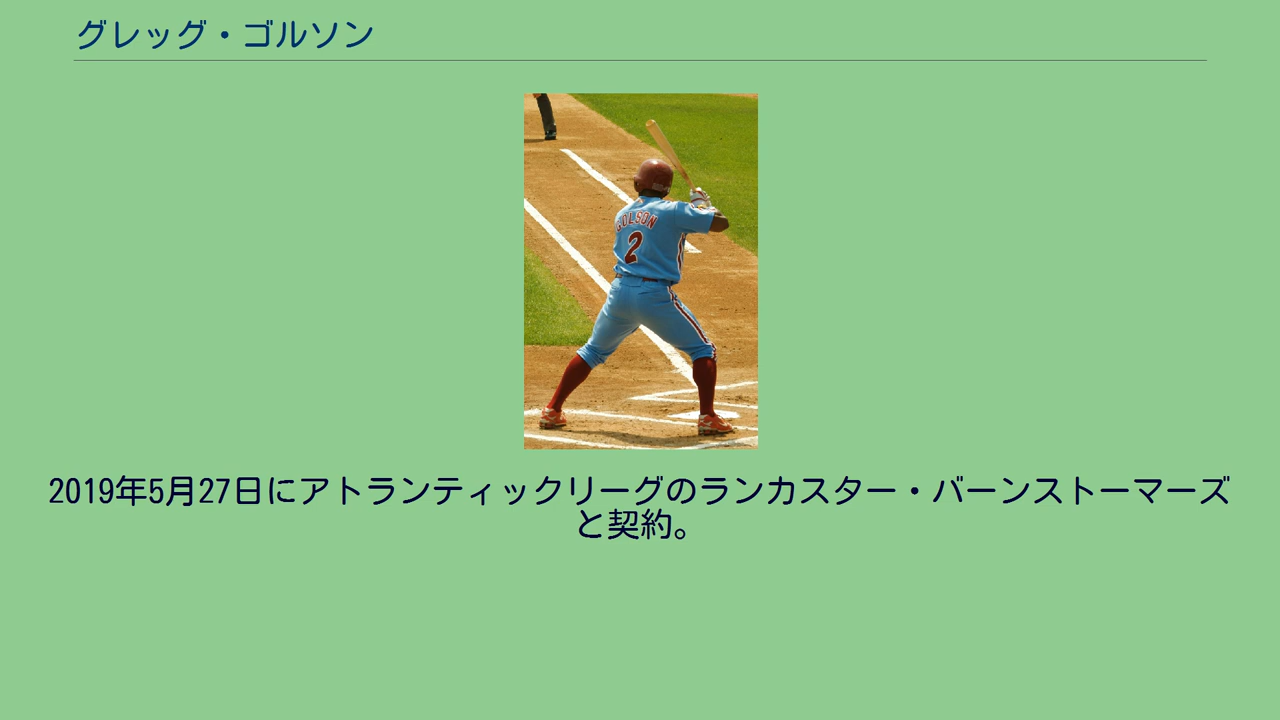 グレッグ・ゴルソン
GOLSON
2
2019年5月27日にアトランティックリーグのランカスター・バーンストーマーズ
と契約。